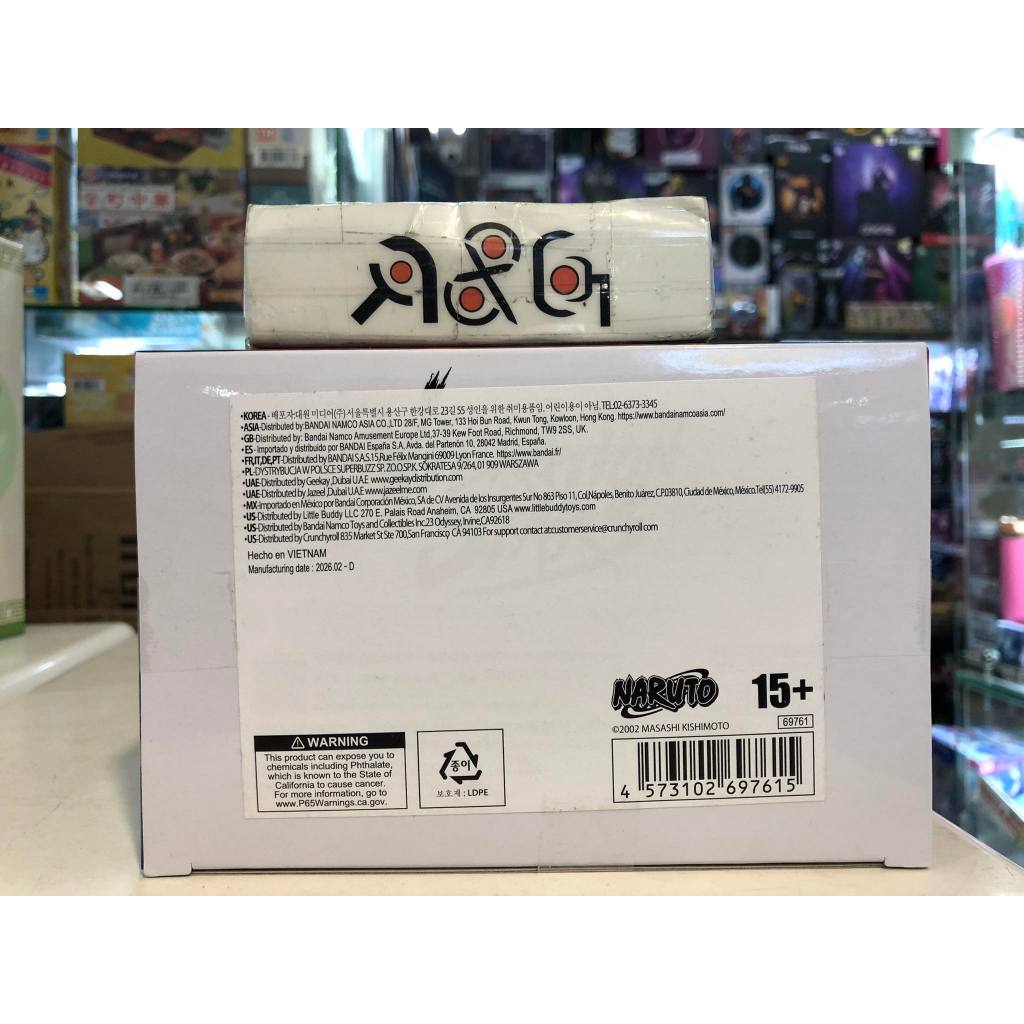 •KOREA - 배포자:대원 미디어(주) 서울특별시 용산구 한강대로 23길 55 성인을 위한 취미용품임. 어린이용이 아님. TEL:02-6373-3345
•ASIA-Distributed by:BANDAI NAMCO ASIA CO.,LTD 28/F, MG Tower, 133 Hoi Bun Road, Kwun Tong, Kowloon, Hong Kong. https://www.bandainamcoasia.com/
•GB-Distributed by: Bandai Namco Amusement Europe Ltd,37-39 Kew Foot Road, Richmond, TW9 2SS, UK.
•ES - Importado y distribuido por BANDAI España S.A, Avda. del Partenón 10, 28042 Madrid, España.
•FR,IT,DE,PT-Distributed by BANDAI S.A.S.15,Rue Félix Mangini 69009 Lyon France. https://www.bandai.fr/
•PL-DYSTRYBUCJA W POLSCE SUPERBUZZ SP. ZO.O.SP.K. SOKRATESA 9/264, 01 909 WARSZAWA
•UAE-Distributed by Geekay,Dubai U.A.E www.geekaydistribution.com
•UAE-Distributed by Jazeel ,Dubai U.A.E www.jazeelme.com
•MX-Importado en México por Bandai Corporación México, SA de CV Avenida de los Insurgentes Sur No 863 Piso 11, Col,Nápoles, Benito Juárez, C.P.03810, Ciudad de México, México.Tel(55) 4172-9905
•US-Distributed by Little Buddy LLC 270 E. Palais Road Anaheim, CA 92805 USA www.littlebuddytoys.com
•US-Distributed by Bandai Namco Toys and Collectibles Inc.23 Odyssey, Irvine,CA92618
•US-Distributed by Crunchyroll 835 Market St Ste 700,San Francisco, CA 94103 For support contact atcustomerservice@crunchyroll.com
Hecho en VIETNAM
Manufacturing date : 2026.02 - D
NARUTO
15+
©2002 MASASHI KISHIMOTO
69761
WARNING
This product can expose you to
chemicals including Phthalate,
which is known to the State of
California to cause cancer.
For more information, go to
www.P65Warnings.ca.gov.
종이
보호제 : LDPE
4 573102 697615